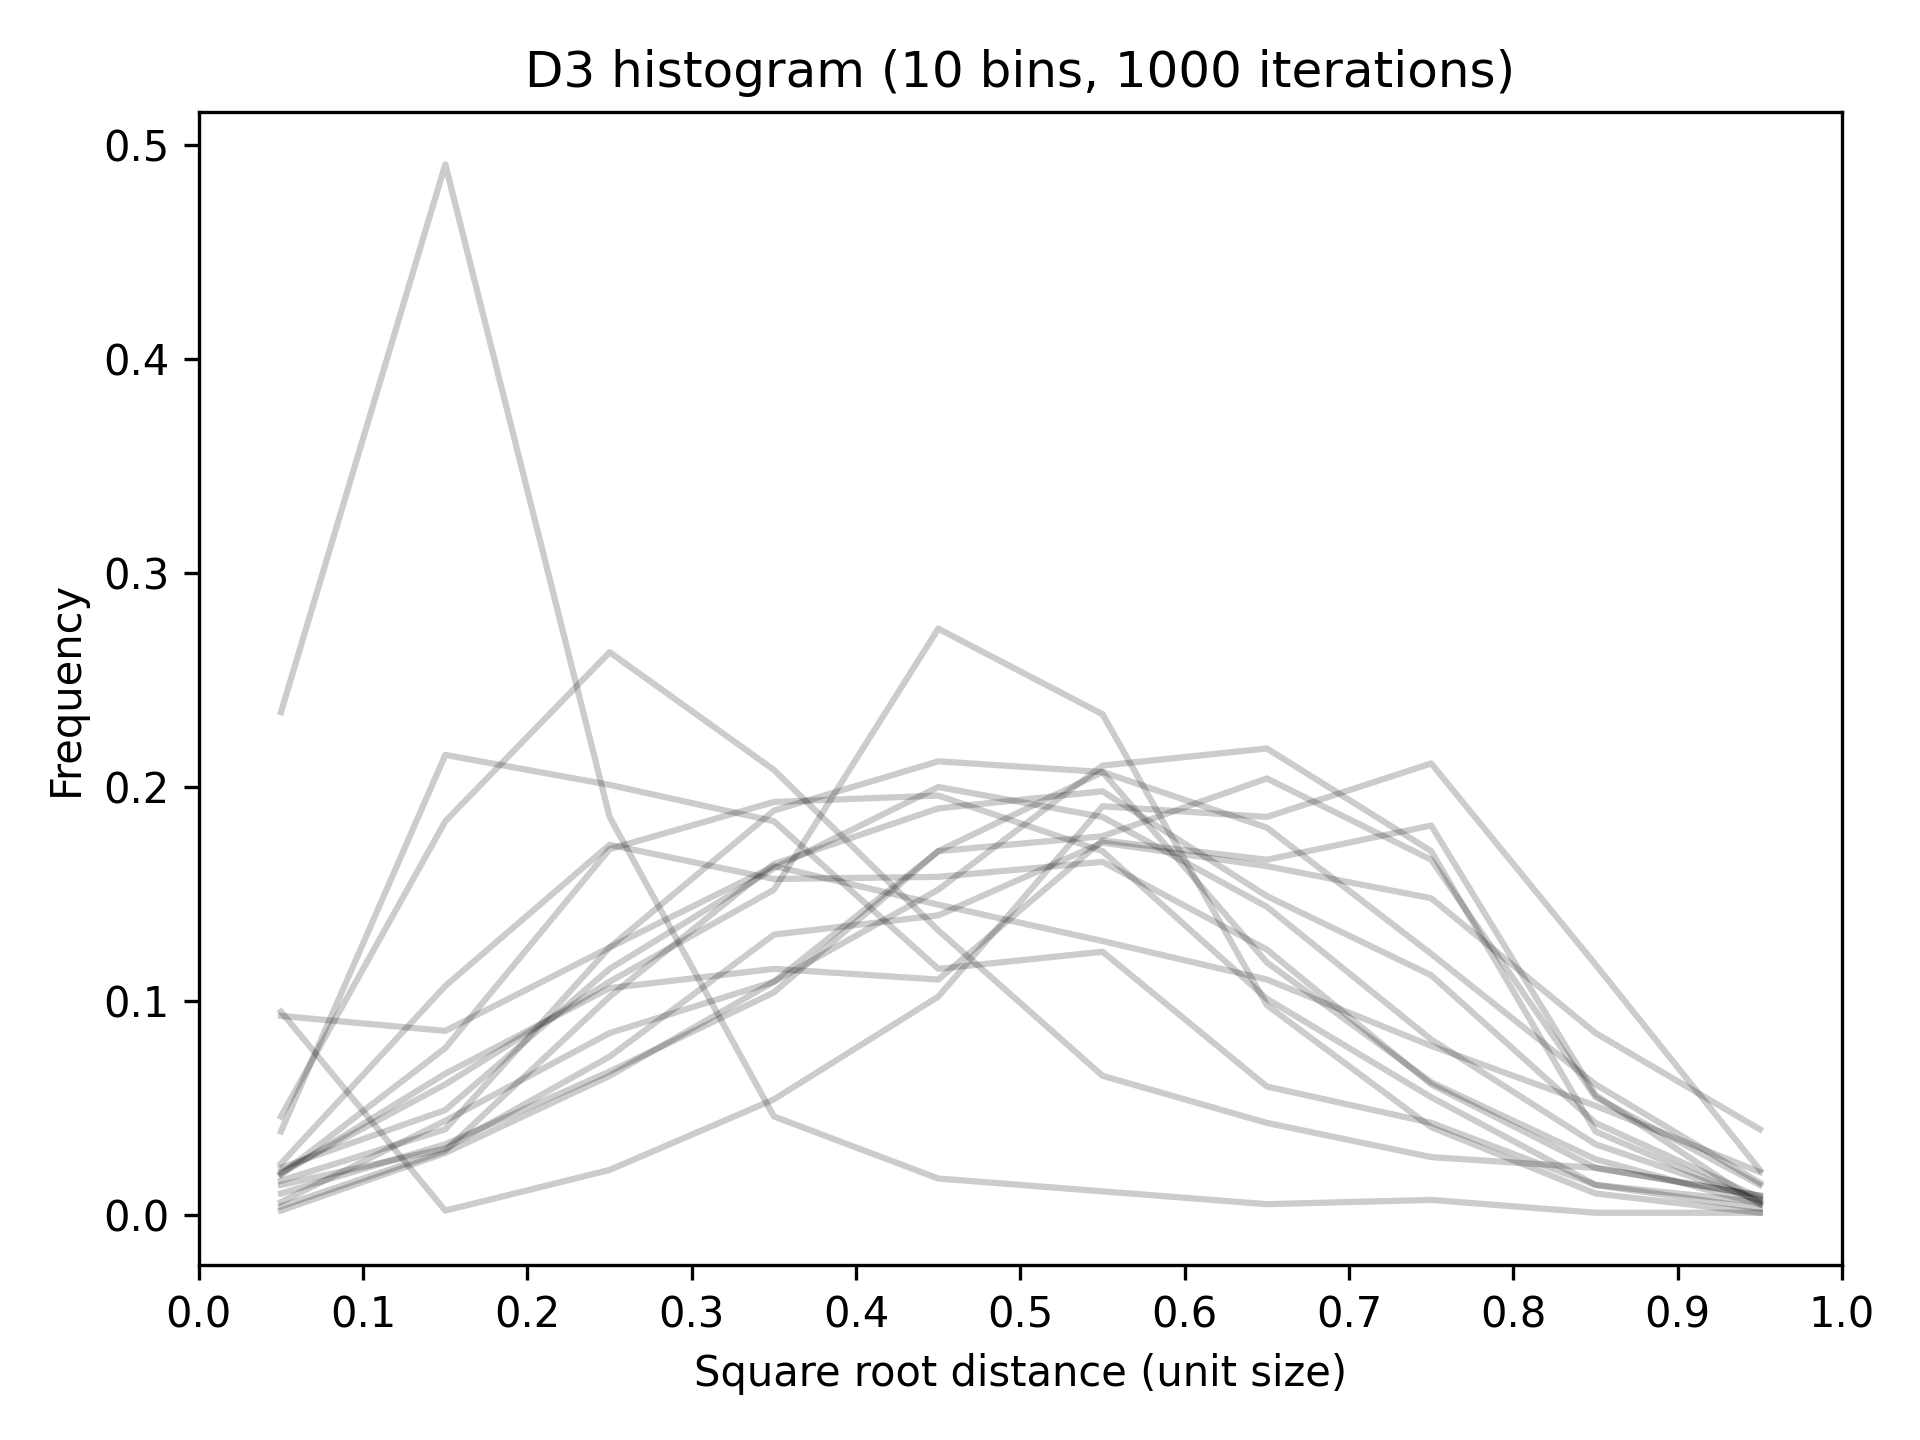 D3 histogram (10 bins, 1000 iterations)
0.5
0.4
0.3
0.2
0.1
0.0
Frequency
0.0 0.1 0.2 0.3 0.4 0.5 0.6 0.7 0.8 0.9 1.0
Square root distance (unit size)